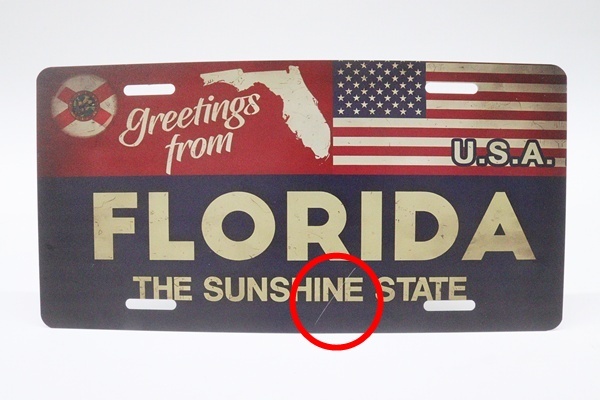 greetings
from
U.S.A.
FLORIDA
THE SUNSHINE STATE